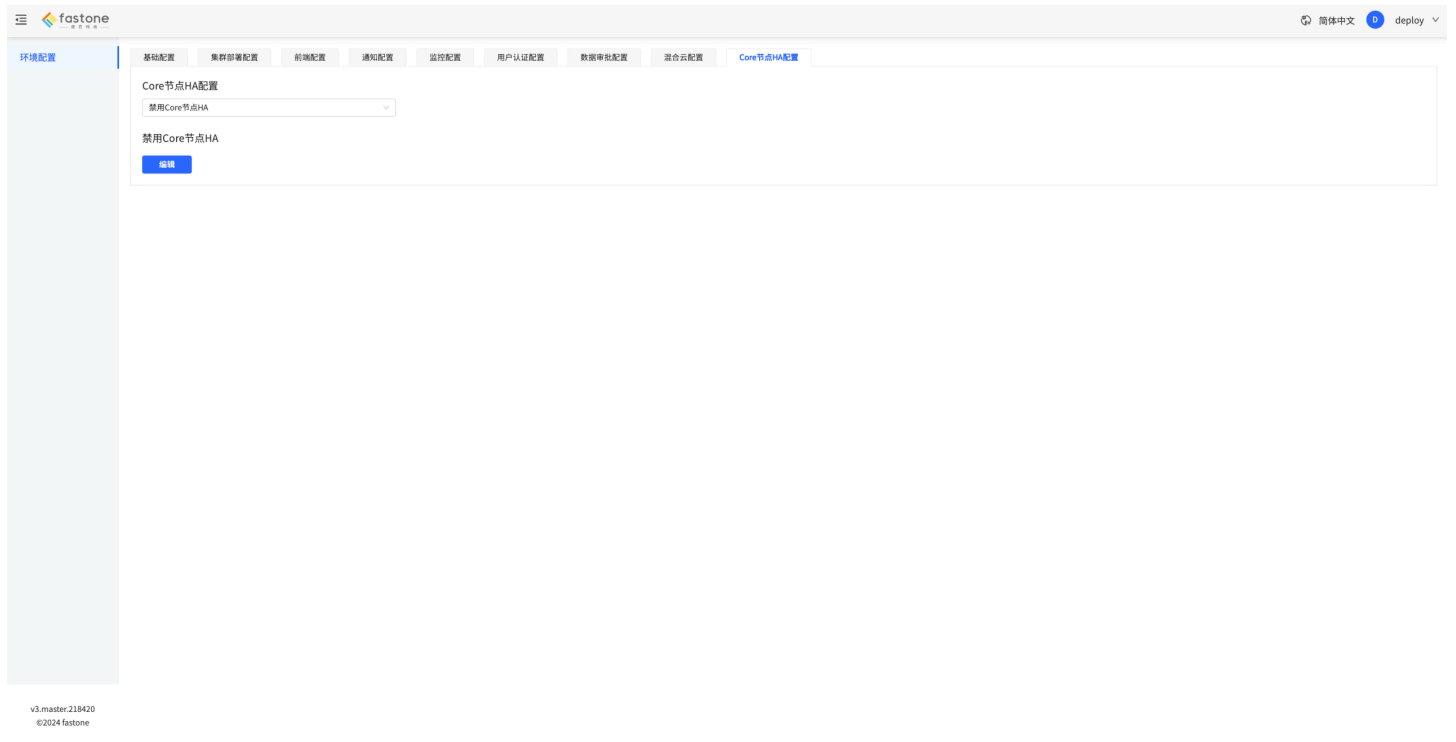 fastone
速石科技
简体中文
D
deploy
环境配置
基础配置
集群部署配置
前端配置
通知配置
监控配置
用户认证配置
数据审批配置
混合云配置
Core节点HA配置
Core节点HA配置
禁用Core节点HA
禁用Core节点HA
编辑
v3.master.218420
©2024 fastone